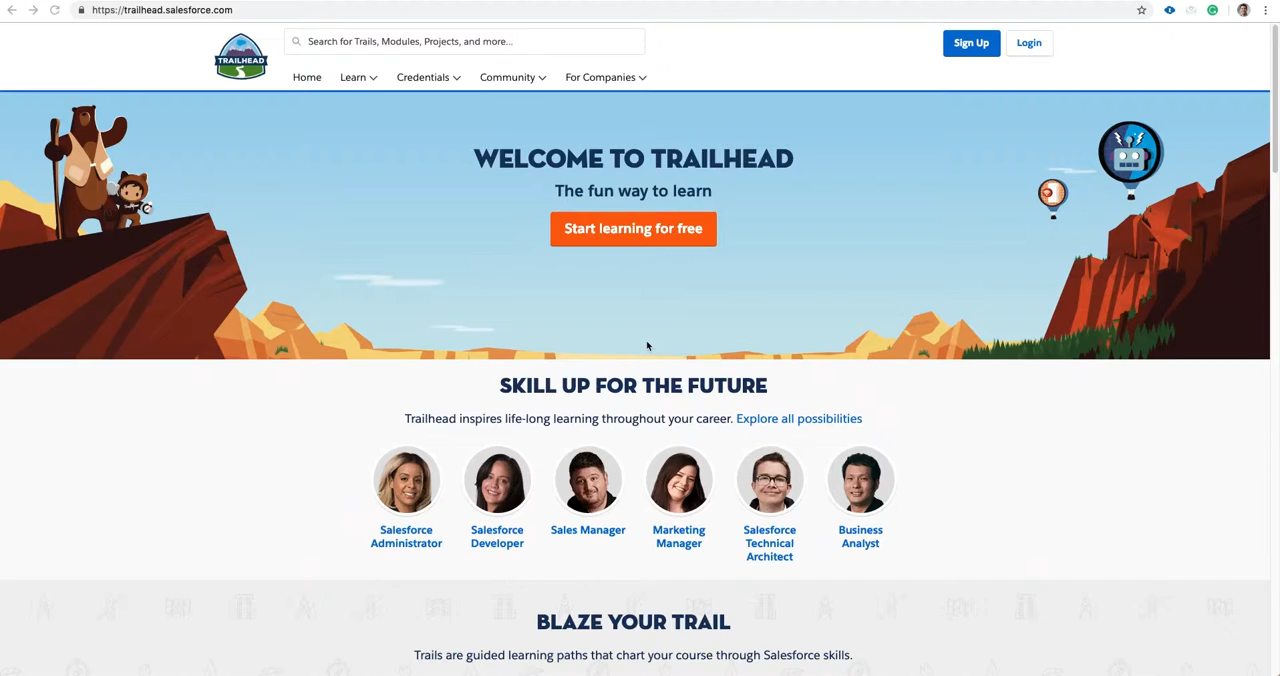 https://trailhead.salesforce.com
TRAILHEAD
Search for Trails, Modules, Projects, and more...
Sign Up
Login
Home
Learn
Credentials
Community
For Companies
WELCOME TO TRAILHEAD
The fun way to learn
Start learning for free
SKILL UP FOR THE FUTURE
Trailhead inspires life-long learning throughout your career. Explore all possibilities
Salesforce
Administrator
Salesforce
Developer
Sales Manager
Marketing
Manager
Salesforce
Technical
Architect
Business
Analyst
BLAZE YOUR TRAIL
Trails are guided learning paths that chart your course through Salesforce skills.